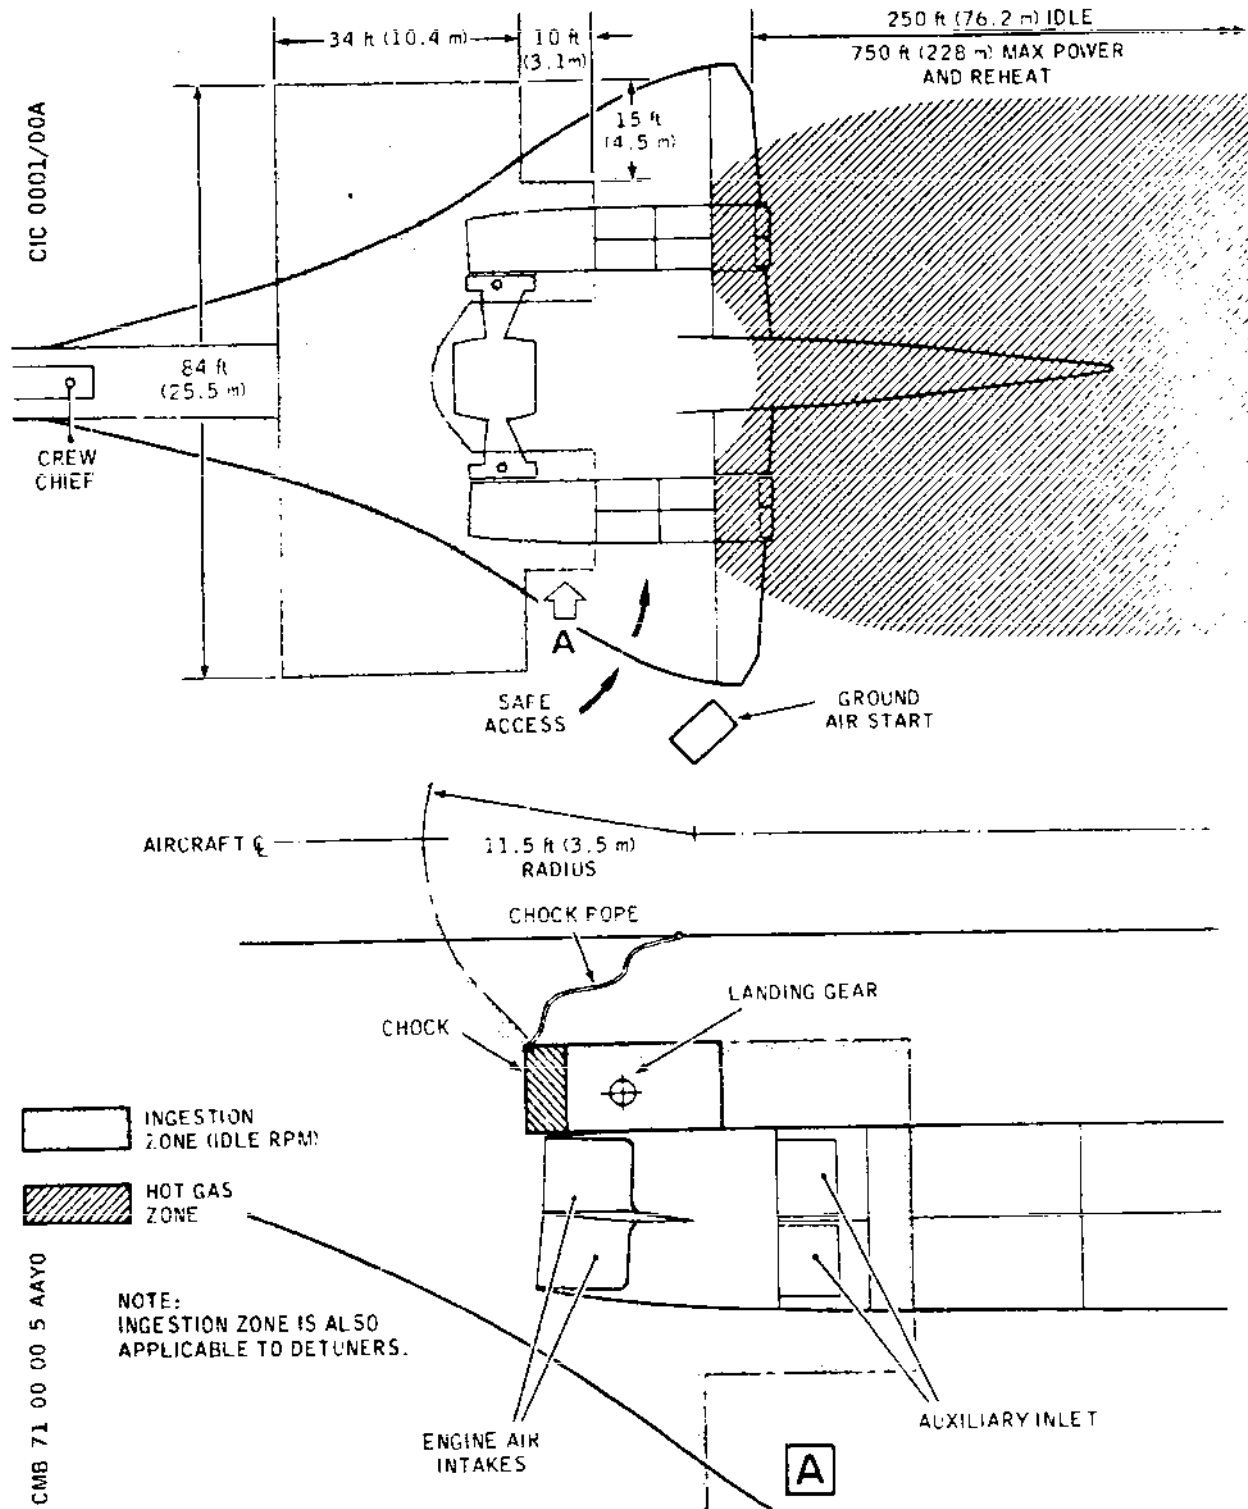 250 ft (76.2 m) IDLE
34 ft (10.4 m)
10 ft
(3.1m)
750 ft (228 m) MAX POWER
AND REHEAT
15 ft
(4.5 m)
CIC 0001/00A
84 ft
(25.5 m)
CREW
CHIEF
A
SAFE
ACCESS
GROUND
AIR START
AIRCRAFT ℄
11.5 ft (3.5 m)
RADIUS
CHOCK ROPE
LANDING GEAR
CHOCK
INGESTION
ZONE (IDLE RPM)
HOT GAS
ZONE
NOTE:
INGESTION ZONE IS ALSO
APPLICABLE TO DETUNERS.
AUXILIARY INLET
ENGINE AIR
INTAKES
A
CMB 71 00 00 5 AAY0